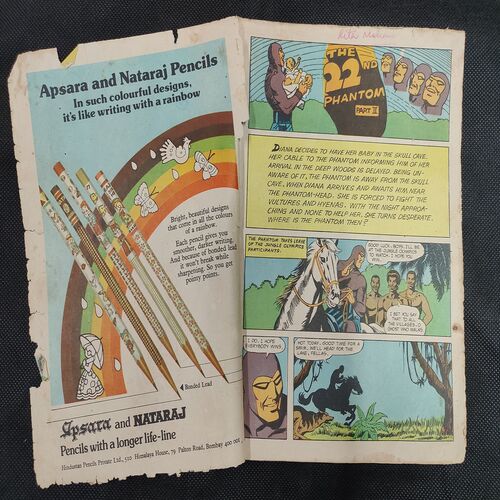 Apsara and Nataraj Pencils
In such colourful designs,
it's like writing with a rainbow
Bright, beautiful designs
that come in all the colours
of a rainbow.
Each pencil gives you
smoother, darker writing.
And because of bonded lead
it won't break while
sharpening. So you get
pointy points.
Bonded Lead
Apsara and NATARAJ
Pencils with a longer life-line
Hindustan Pencils Private Ltd., 510 Himalaya House, 79 Palton Road, Bombay 400 001
THE
22ND
PHANTOM
PART II
DIANA DECIDES TO HAVE HER BABY IN THE SKULL CAVE.
HER CABLE TO THE PHANTOM INFORMING HIM OF HER
ARRIVAL IN THE DEEP WOODS IS DELAYED. BEING UN-
AWARE OF IT, THE PHANTOM IS AWAY FROM THE SKULL
CAVE, WHEN DIANA ARRIVES AND AWAITS HIM NEAR
THE PHANTOM-HEAD. SHE IS FORCED TO FIGHT THE
VULTURES AND HYENAS. WITH THE NIGHT APPROA-
CHING AND NONE TO HELP HER, SHE TURNS DESPERATE.
WHERE IS THE PHANTOM THEN?
THE PHANTOM TAKES LEAVE
OF THE JUNGLE OLYMPICS
PARTICIPANTS.
GOOD LUCK, BOYS. I'LL BE
AT THE JUNGLE OLYMPICS
TO WATCH. I HOPE YOU
WIN.
I BET YOU SAY
THAT TO ALL
THE VILLAGES, O
GHOST WHO WALKS
I DO. I HOPE
EVERYBODY WINS.
HOT TODAY. GOOD TIME FOR A
SWIM. WE'LL HEAD FOR THE
LAKE, FELLAS.